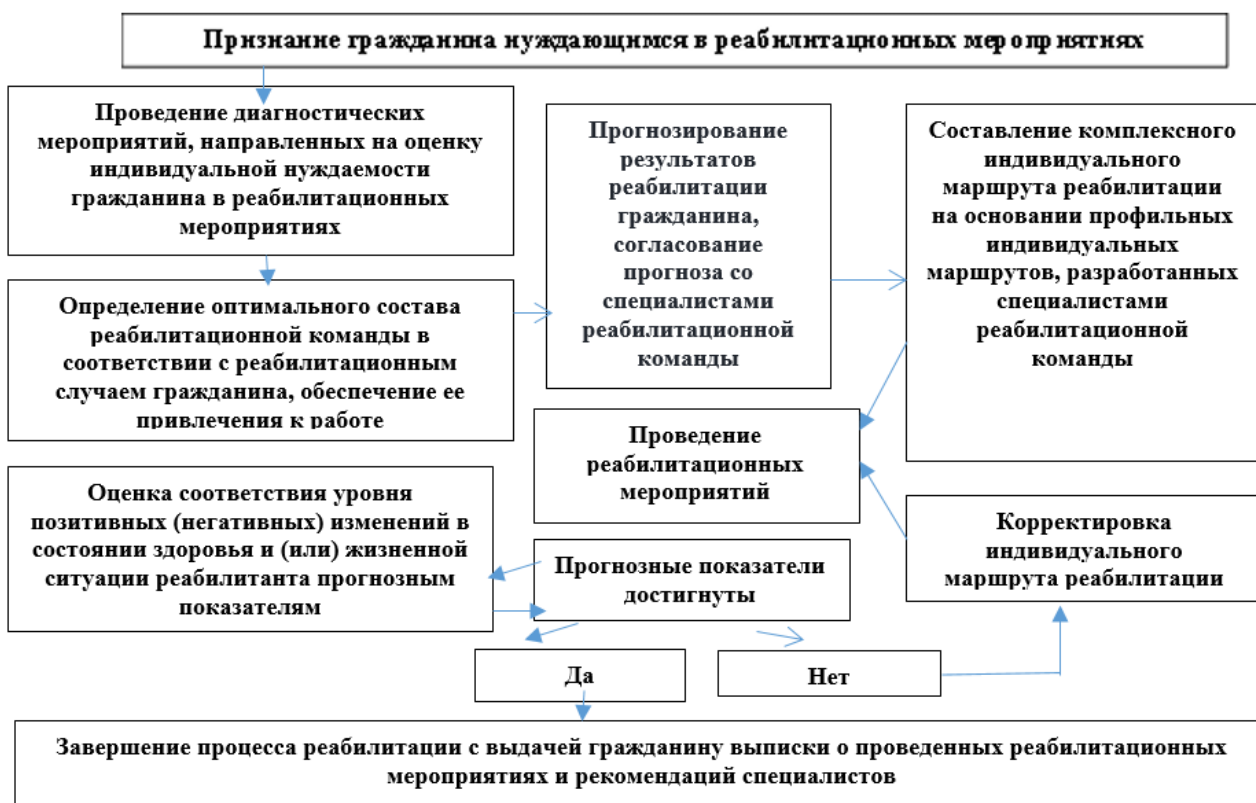 Признание гражданина нуждающимся в реабилитационных мероприятиях
Проведение диагностических
мероприятий, направленных на оценку
индивидуальной нуждаемости
гражданина в реабилитационных
мероприятиях
Определение оптимального состава
реабилитационной команды в
соответствии с реабилитационным
случаем гражданина, обеспечение ее
привлечения к работе
Прогнозирование
результатов
реабилитации
гражданина,
согласование
прогноза со
специалистами
реабилитационной
команды
Составление комплексного
индивидуального
маршрута реабилитации
на основании профильных
индивидуальных
маршрутов, разработанных
специалистами
реабилитационной
команды
Проведение
реабилитационных
мероприятий
Оценка соответствия уровня
позитивных (негативных) изменений в
состоянии здоровья и (или) жизненной
ситуации реабилитанта прогнозным
показателям
Прогнозные показатели
достигнуты
Корректировка
индивидуального
маршрута реабилитации
Да
Нет
Завершение процесса реабилитации с выдачей гражданину выписки о проведенных реабилитационных
мероприятиях и рекомендаций специалистов